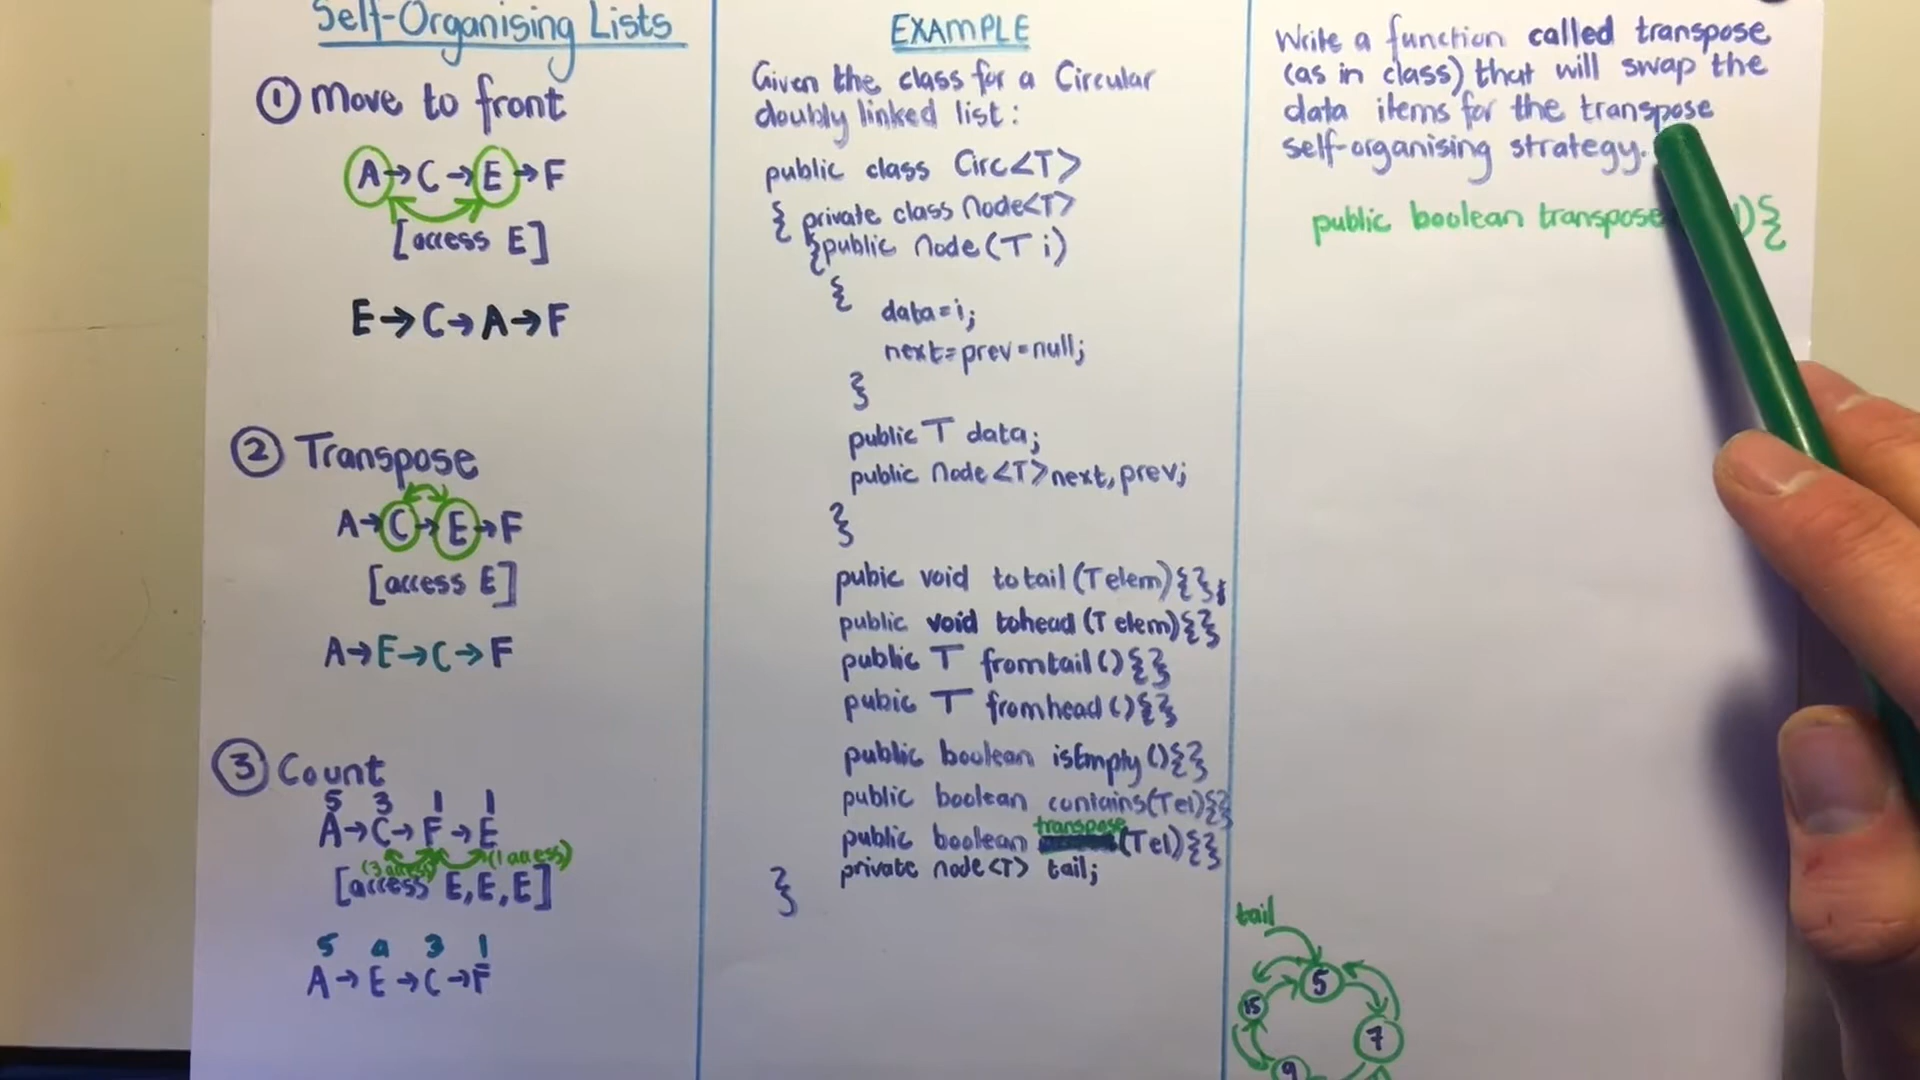 Self-Organising Lists
① Move to front
A→C→E→F
[access E]
E→C→A→F
② Transpose
A→C→E→F
[access E]
A→E→C→F
③ Count
5 3 1 1
A→C→F→E
(3 access) (1 access)
[access E,E,E]
5 a 3 1
A→E→C→F
EXAMPLE
Given the class for a Circular
doubly linked list:
public class Circ<T>
{ private class Node<T>
{public Node(T i)
{
data=i;
next=prev=null;
}
public T data;
public Node<T>next,prev;
}
pubic void totail(T elem){};
public void tohead(T elem){}
public T fromtail(){}
pubic T fromhead(){}
public boolean isEmpty(){}
public boolean contains(T el){}
public boolean transpose(T el){}
private node<T> tail;
}
Write a function called transpose
(as in class) that will swap the
data items for the transpose
self-organising strategy.
public boolean transpose l){
tail
5
15
7
9